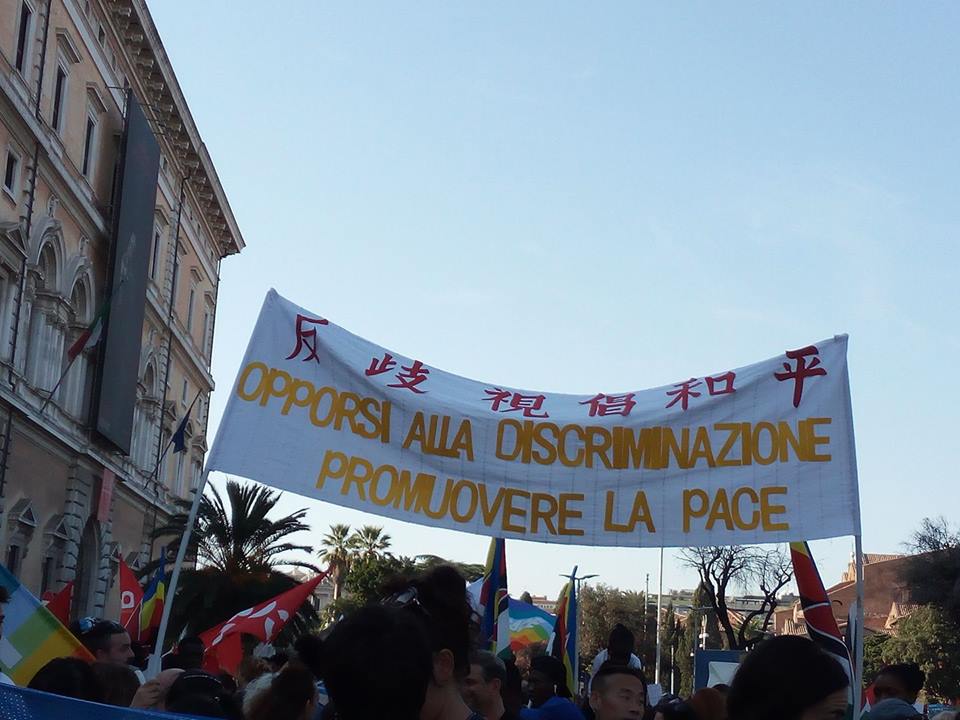 反歧視倡和平
OPPORSI ALLA DISCRIMINAZIONE
PROMUOVERE LA PACE